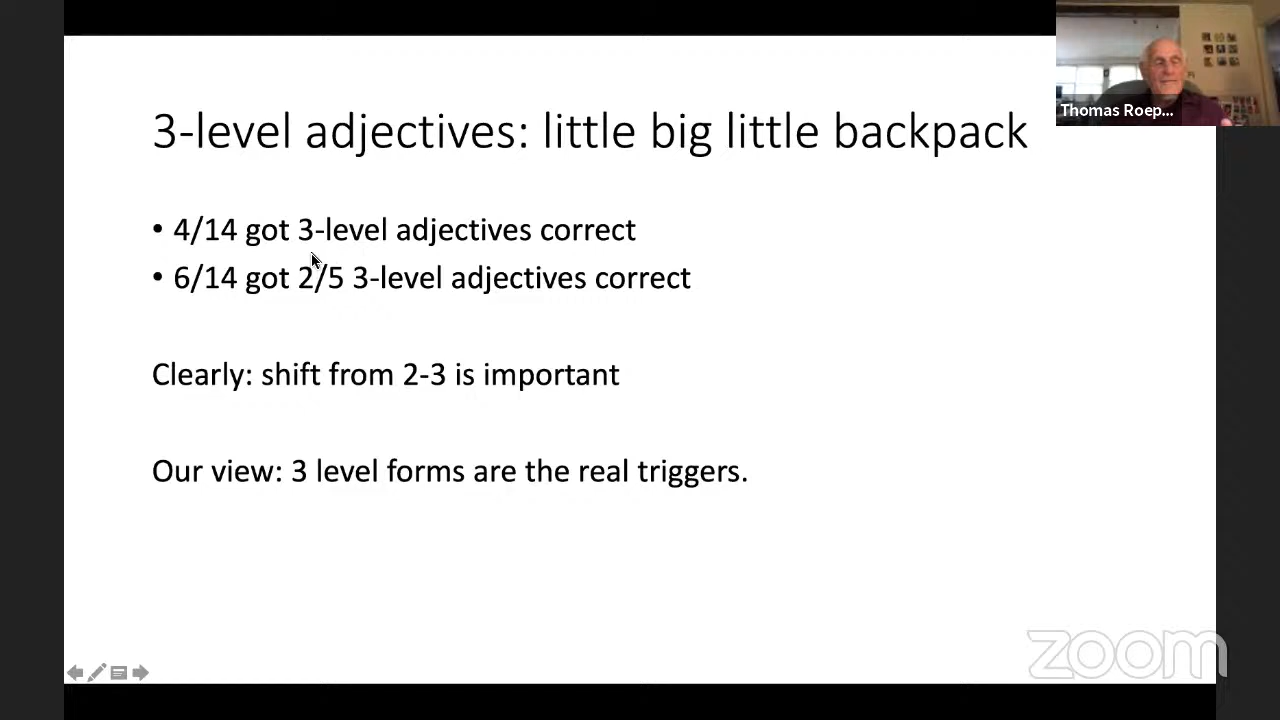 3-level adjectives: little big little backpack
Thomas Roep...
• 4/14 got 3-level adjectives correct
• 6/14 got 2/5 3-level adjectives correct
Clearly: shift from 2-3 is important
Our view: 3 level forms are the real triggers.
zoom